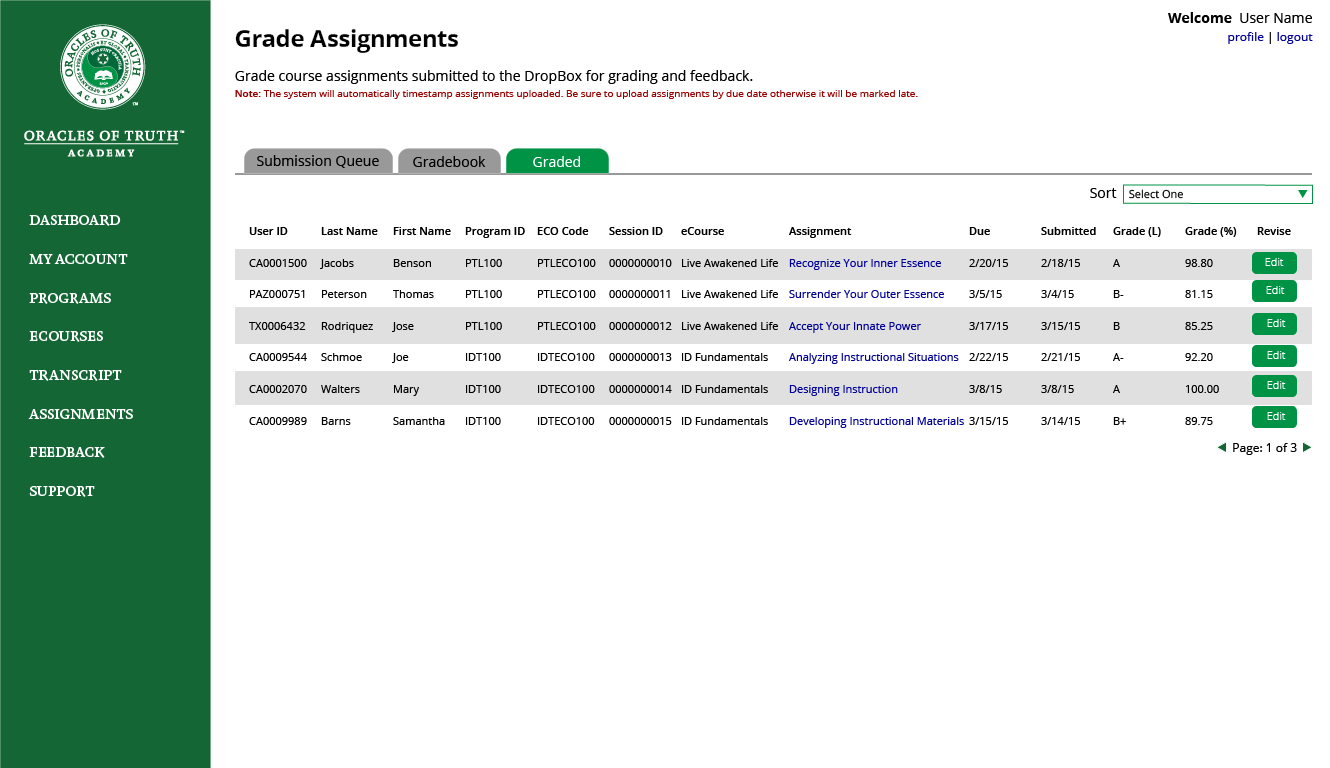 ORACLES OF TRUTH
ACADEMY
™
ORACLES OF TRUTH™
ACADEMY
DASHBOARD
MY ACCOUNT
PROGRAMS
ECOURSES
TRANSCRIPT
ASSIGNMENTS
FEEDBACK
SUPPORT
Welcome User Name
profile | logout
Grade Assignments
Grade course assignments submitted to the DropBox for grading and feedback.
Note: The system will automatically timestamp assignments uploaded. Be sure to upload assignments by due date otherwise it will be marked late.
Submission Queue Gradebook Graded
Sort Select One
User ID Last Name First Name Program ID ECO Code Session ID eCourse Assignment Due Submitted Grade (L) Grade (%) Revise
CA0001500 Jacobs Benson PTL100 PTLECO100 0000000010 Live Awakened Life Recognize Your Inner Essence 2/20/15 2/18/15 A 98.80 Edit
PAZ000751 Peterson Thomas PTL100 PTLECO100 0000000011 Live Awakened Life Surrender Your Outer Essence 3/5/15 3/4/15 B- 81.15 Edit
TX0006432 Rodriquez Jose PTL100 PTLECO100 0000000012 Live Awakened Life Accept Your Innate Power 3/17/15 3/15/15 B 85.25 Edit
CA0009544 Schmoe Joe IDT100 IDTECO100 0000000013 ID Fundamentals Analyzing Instructional Situations 2/22/15 2/21/15 A- 92.20 Edit
CA0002070 Walters Mary IDT100 IDTECO100 0000000014 ID Fundamentals Designing Instruction 3/8/15 3/8/15 A 100.00 Edit
CA0009989 Barns Samantha IDT100 IDTECO100 0000000015 ID Fundamentals Developing Instructional Materials 3/15/15 3/14/15 B+ 89.75 Edit
Page: 1 of 3